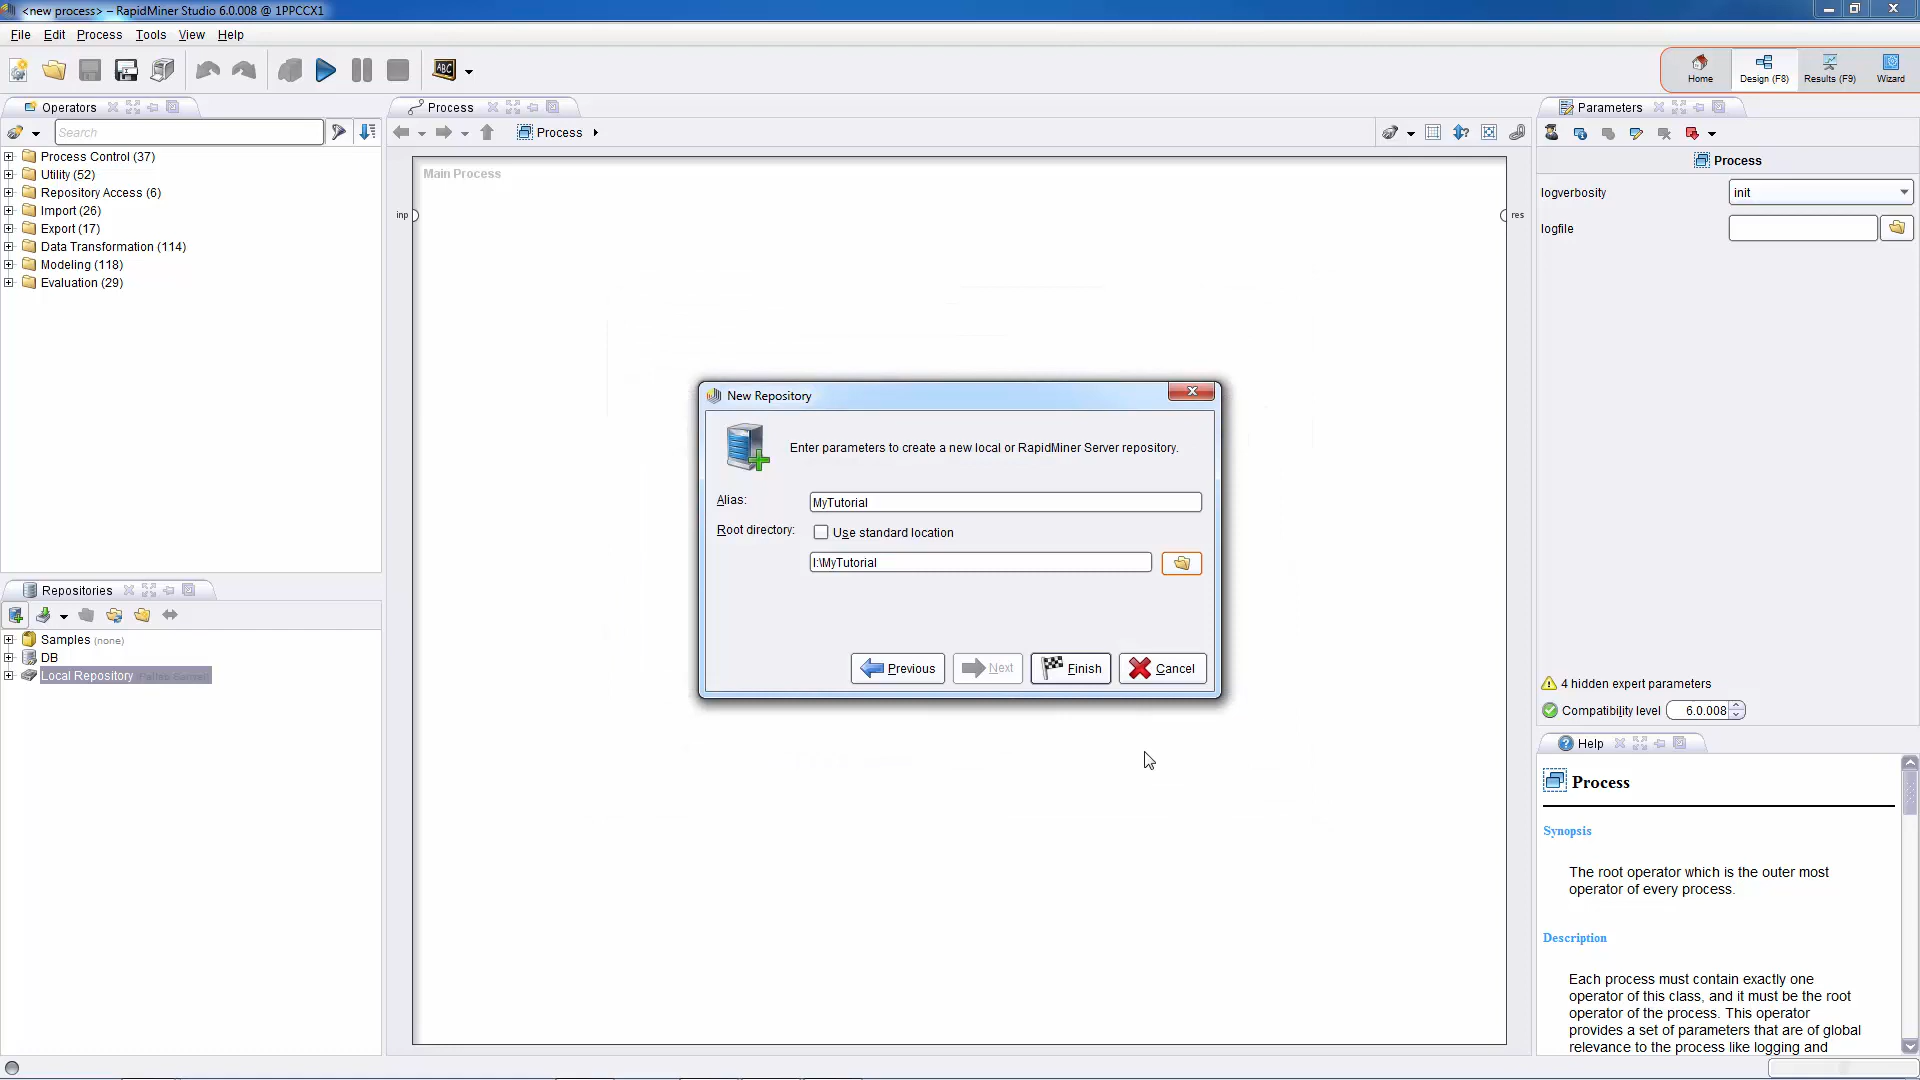 <new process> – RapidMiner Studio 6.0.008 @ 1PPCCX1
File Edit Process Tools View Help
ABC
Home
Design (F8)
Results (F9)
Wizard
Operators
Search
Process Control (37)
Utility (52)
Repository Access (6)
Import (26)
Export (17)
Data Transformation (114)
Modeling (118)
Evaluation (29)
Repositories
Samples (none)
DB
Local Repository
Process
Process
Main Process
inp
res
New Repository
Enter parameters to create a new local or RapidMiner Server repository.
Alias: MyTutorial
Root directory: Use standard location
I:\MyTutorial
Previous Next Finish Cancel
Parameters
Process
logverbosity init
logfile
4 hidden expert parameters
Compatibility level 6.0.008
Help
Process
Synopsis
The root operator which is the outer most
operator of every process.
Description
Each process must contain exactly one
operator of this class, and it must be the root
operator of the process. This operator
provides a set of parameters that are of global
relevance to the process like logging and